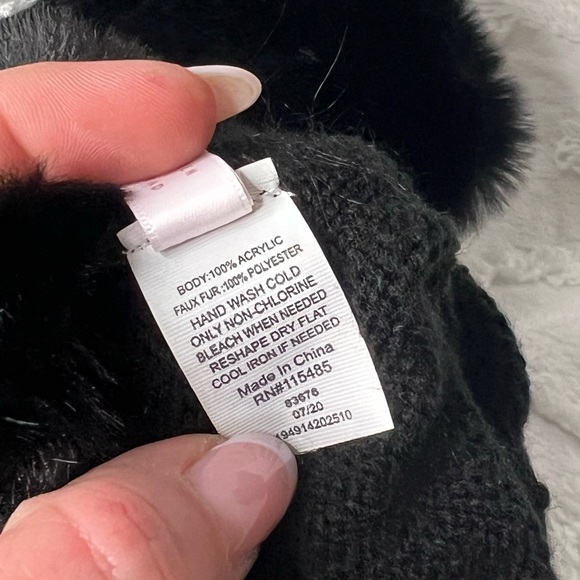 BODY:100% ACRYLIC
FAUX FUR:100% POLYESTER
HAND WASH COLD
ONLY NON-CHLORINE
BLEACH WHEN NEEDED
RESHAPE DRY FLAT
COOL IRON IF NEEDED
Made In China
RN#115485
83676
07/20
194914202510